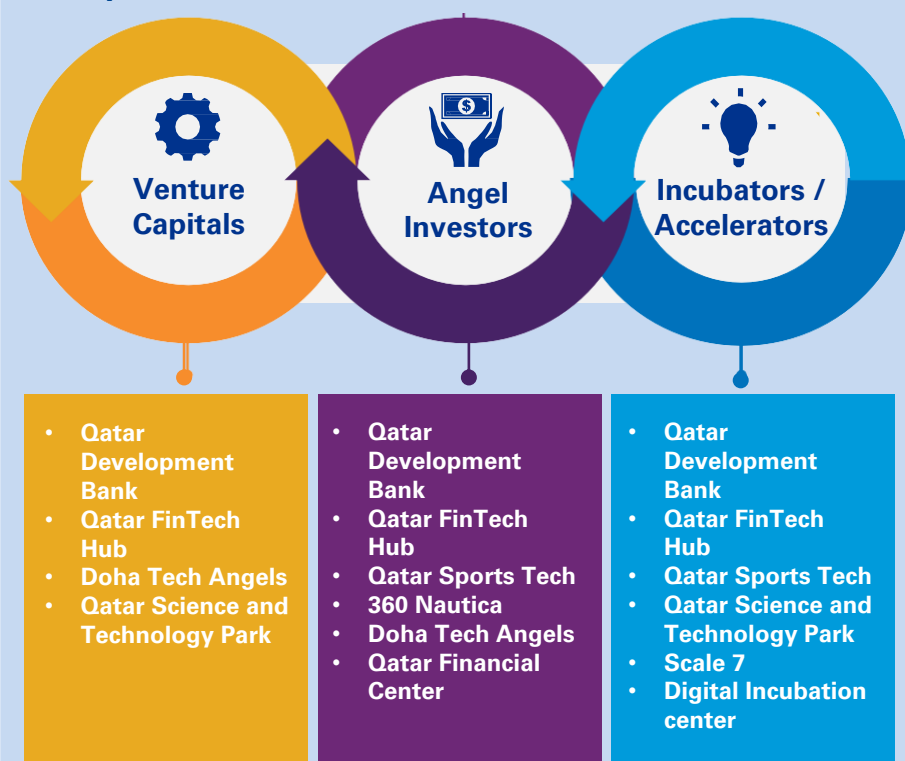 Venture
Capitals
Angel
Investors
Incubators /
Accelerators
• Qatar
Development
Bank
• Qatar FinTech
Hub
• Doha Tech Angels
• Qatar Science and
Technology Park
• Qatar
Development
Bank
• Qatar FinTech
Hub
• Qatar Sports Tech
• 360 Nautica
• Doha Tech Angels
• Qatar Financial
Center
• Qatar
Development
Bank
• Qatar FinTech
Hub
• Qatar Sports Tech
• Qatar Science and
Technology Park
• Scale 7
• Digital Incubation
center